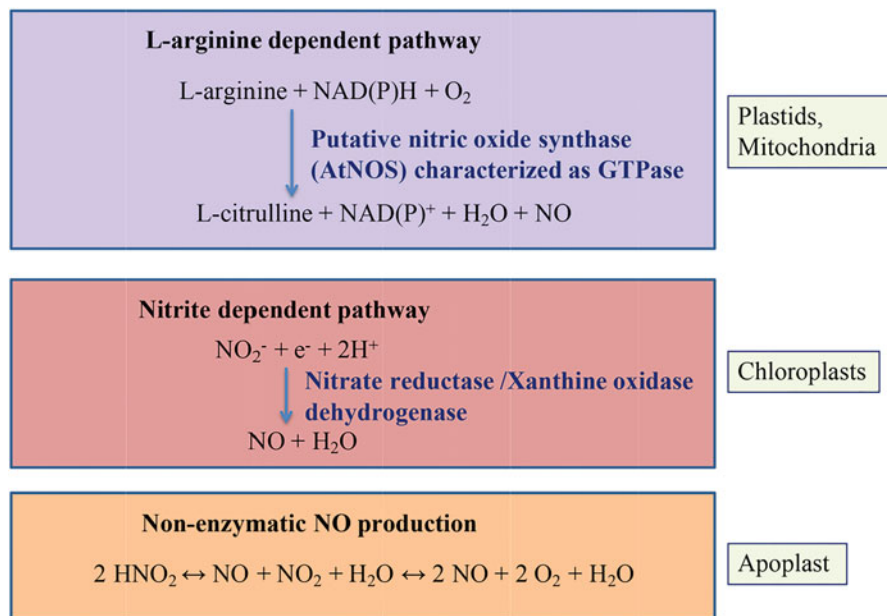 L-arginine dependent pathway
L-arginine + NAD(P)H + O₂
Putative nitric oxide synthase
(AtNOS) characterized as GTPase
L-citrulline + NAD(P)⁺ + H₂O + NO
Plastids,
Mitochondria
Nitrite dependent pathway
NO₂⁻ + e⁻ + 2H⁺
Nitrate reductase /Xanthine oxidase
dehydrogenase
NO + H₂O
Chloroplasts
Non-enzymatic NO production
2 HNO₂ ↔ NO + NO₂ + H₂O ↔ 2 NO + 2 O₂ + H₂O
Apoplast